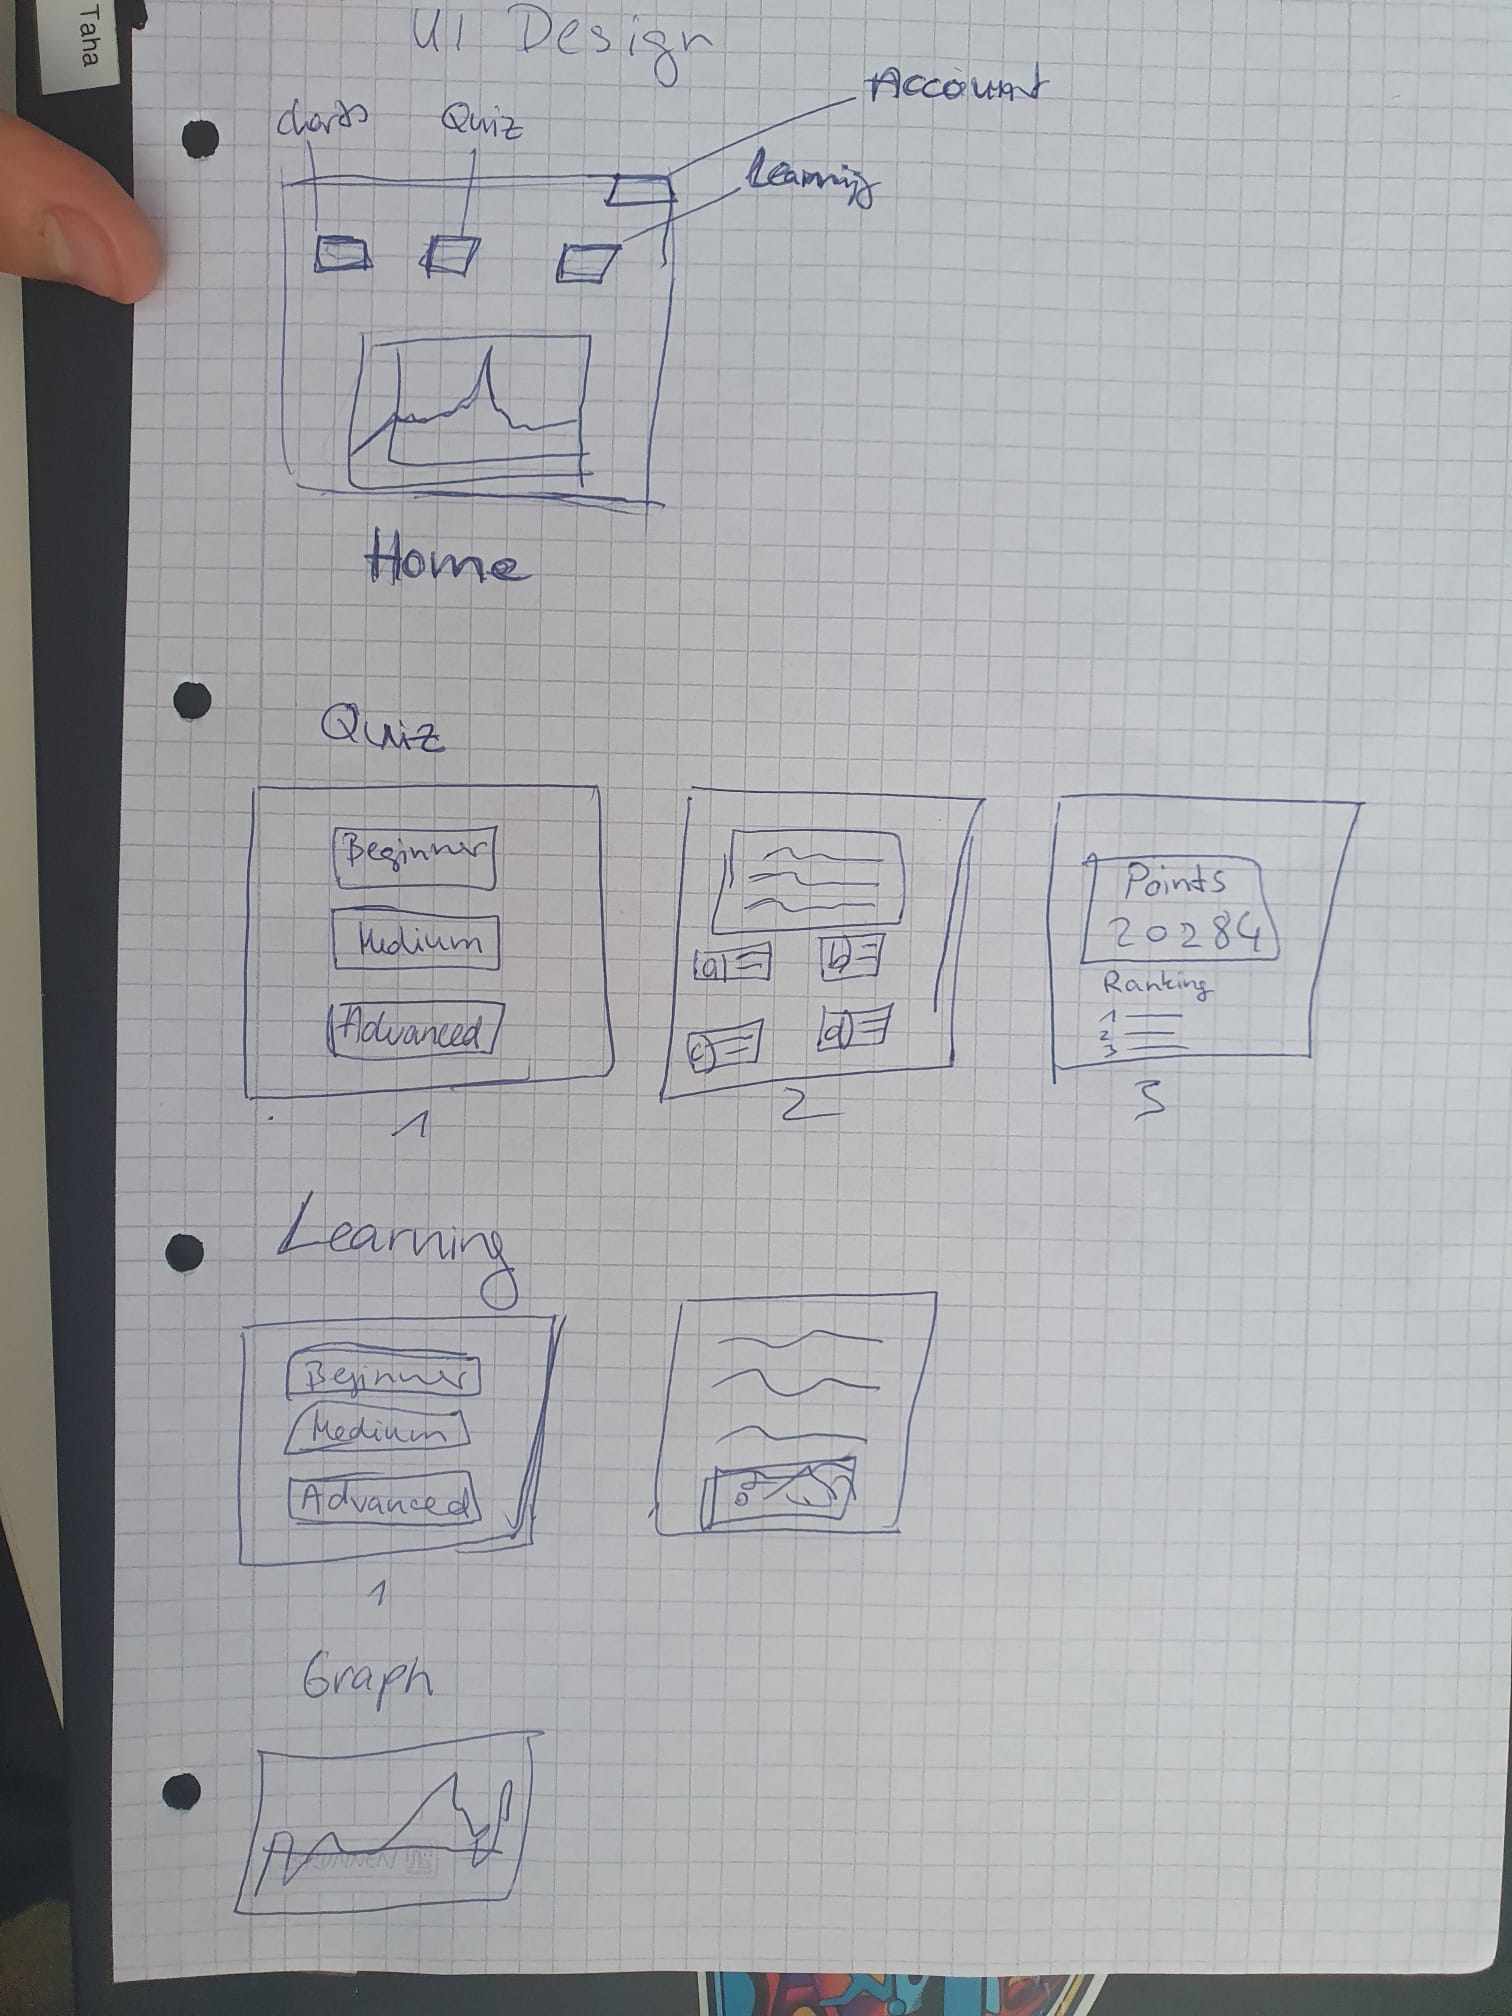 Taha
UI Design
Charts
Quiz
Account
Learning
Home
Quiz
Beginner
Medium
Advanced
1
a)
b)
c)
d)
2
Points
20284
Ranking
1
2
3
3
Learning
Beginner
Medium
Advanced
1
Graph